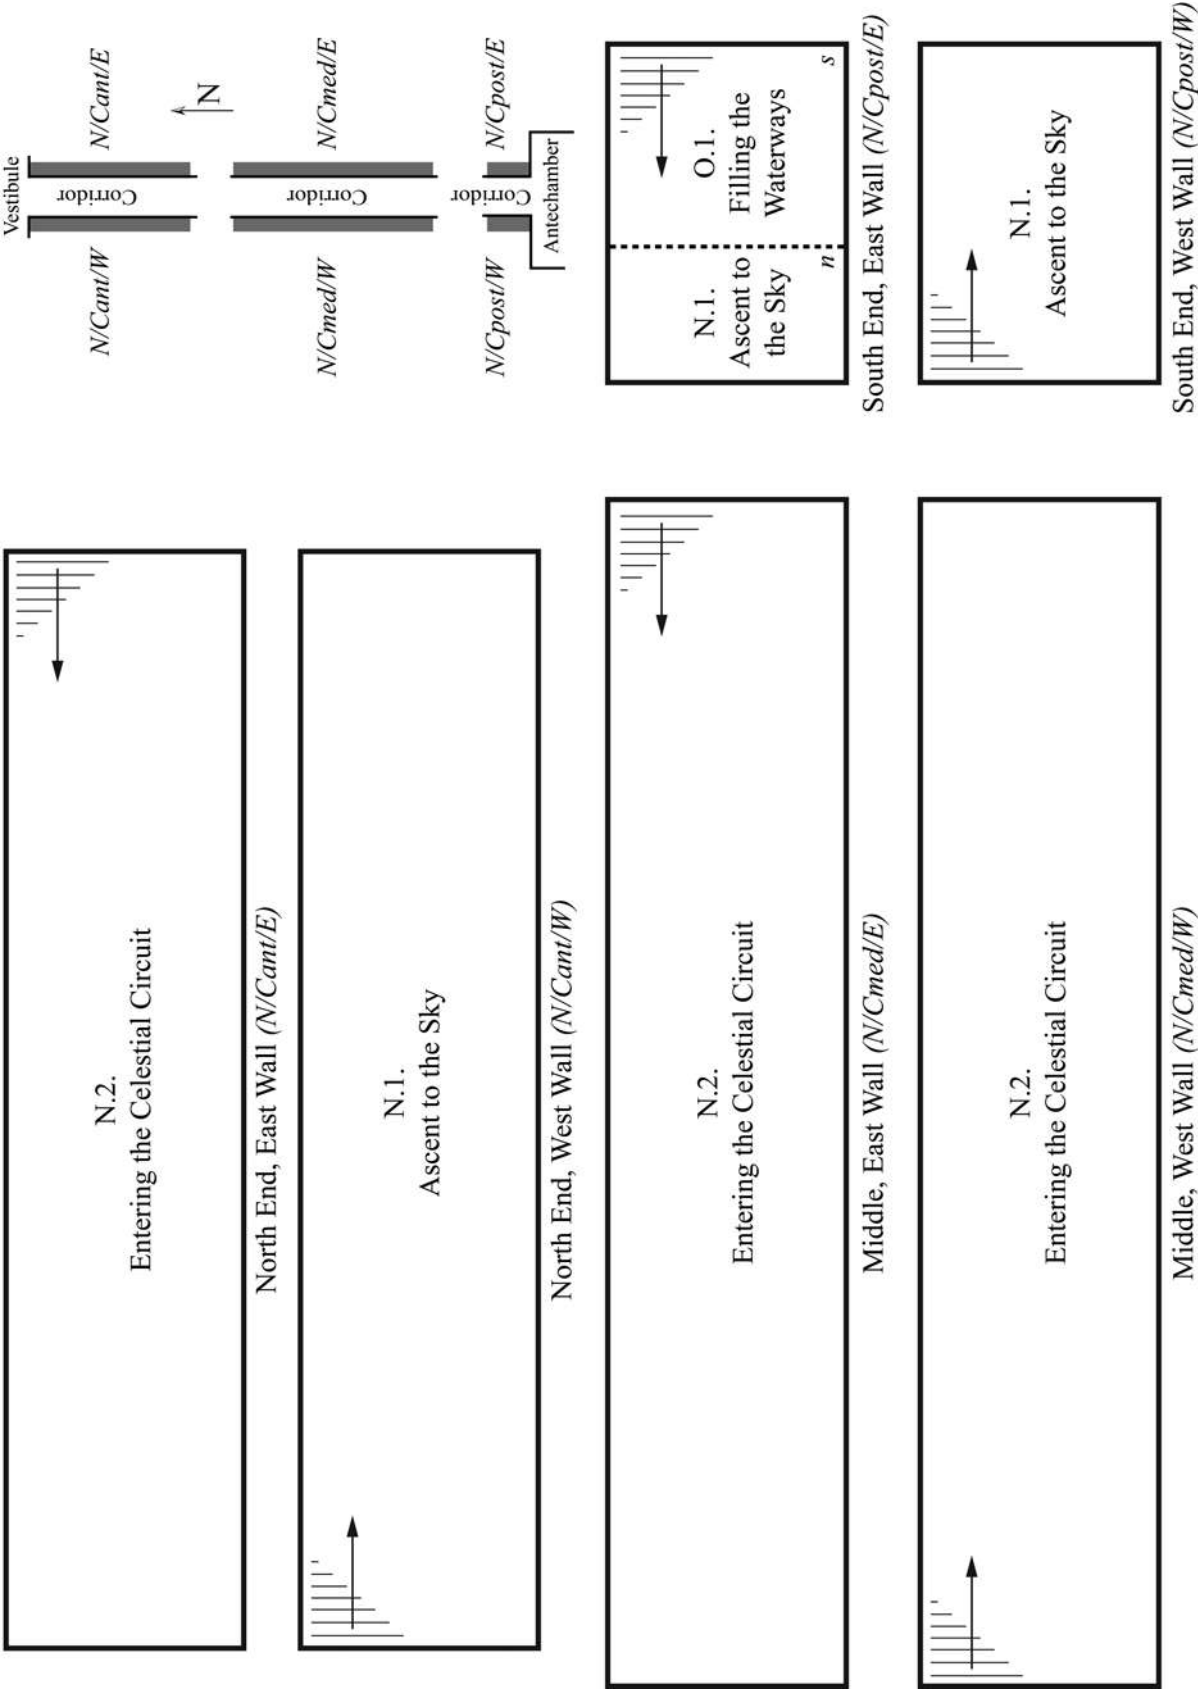 Vestibule
N/Cant/W
Corridor
N/Cant/E
N
N/Cmed/W
Corridor
N/Cmed/E
N/Cpost/W
Corridor
N/Cpost/E
Antechamber
N.2.
Entering the Celestial Circuit
North End, East Wall (N/Cant/E)
N.1.
Ascent to the Sky
North End, West Wall (N/Cant/W)
N.2.
Entering the Celestial Circuit
Middle, East Wall (N/Cmed/E)
N.2.
Entering the Celestial Circuit
Middle, West Wall (N/Cmed/W)
N.1.
Ascent to
the Sky
n
O.1.
Filling the
Waterways
s
South End, East Wall (N/Cpost/E)
N.1.
Ascent to the Sky
South End, West Wall (N/Cpost/W)